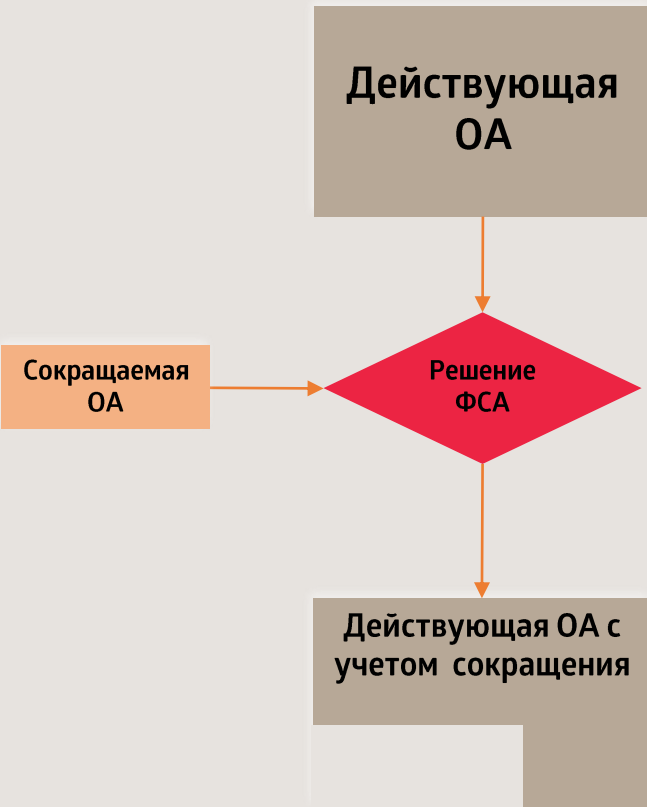 Действующая
ОА
Сокращаемая
ОА
Решение
ФСА
Действующая ОА с
учетом сокращения